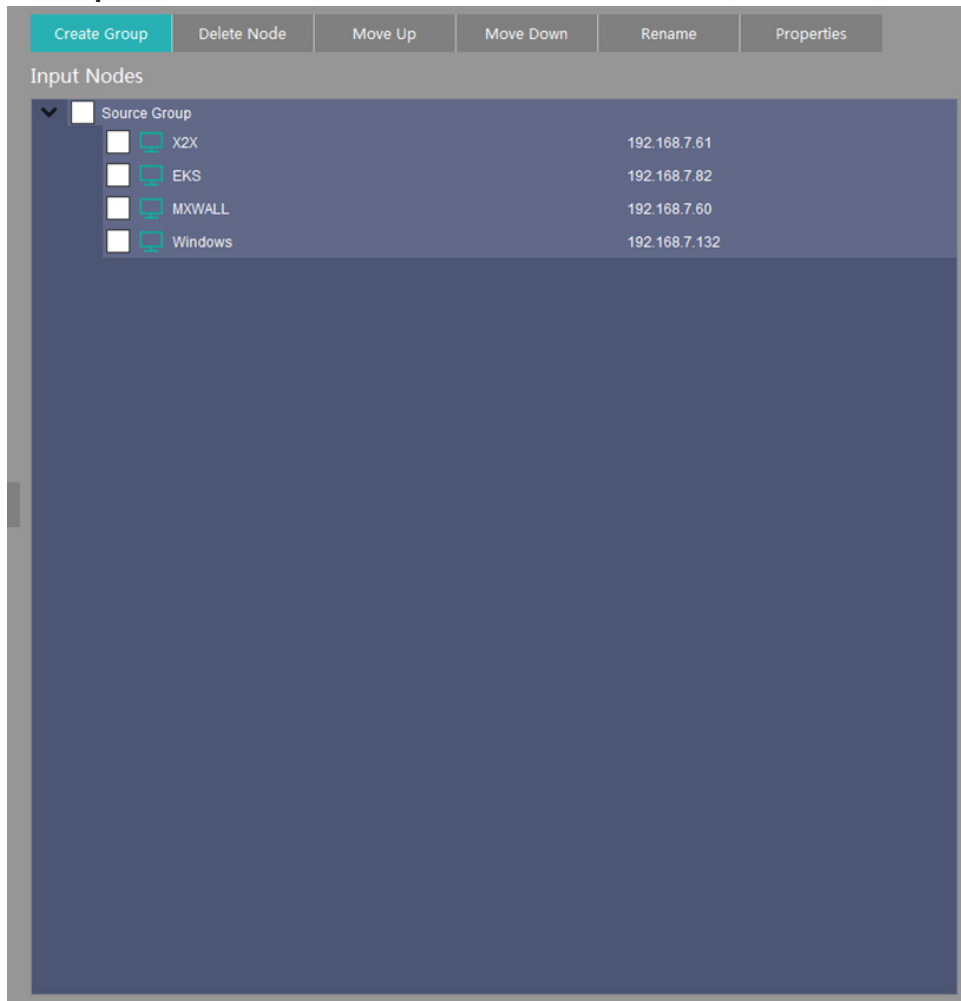 Create Group Delete Node Move Up Move Down Rename Properties
Input Nodes
Source Group
X2X 192.168.7.61
EKS 192.168.7.82
MXWALL 192.168.7.60
Windows 192.168.7.132